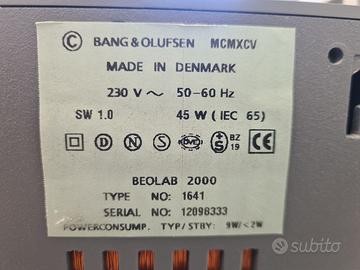 © BANG & OLUFSEN MCMXCV
MADE IN DENMARK
230 V ~ 50-60 Hz
SW 1.0 45 W (IEC 65)
D N S ÖVE +S BZ 19 CE
BEOLAB 2000
TYPE NO: 1641
SERIAL NO: 12098333
POWERCONSUMP. TYP/STBY: 9W/<2W
subito